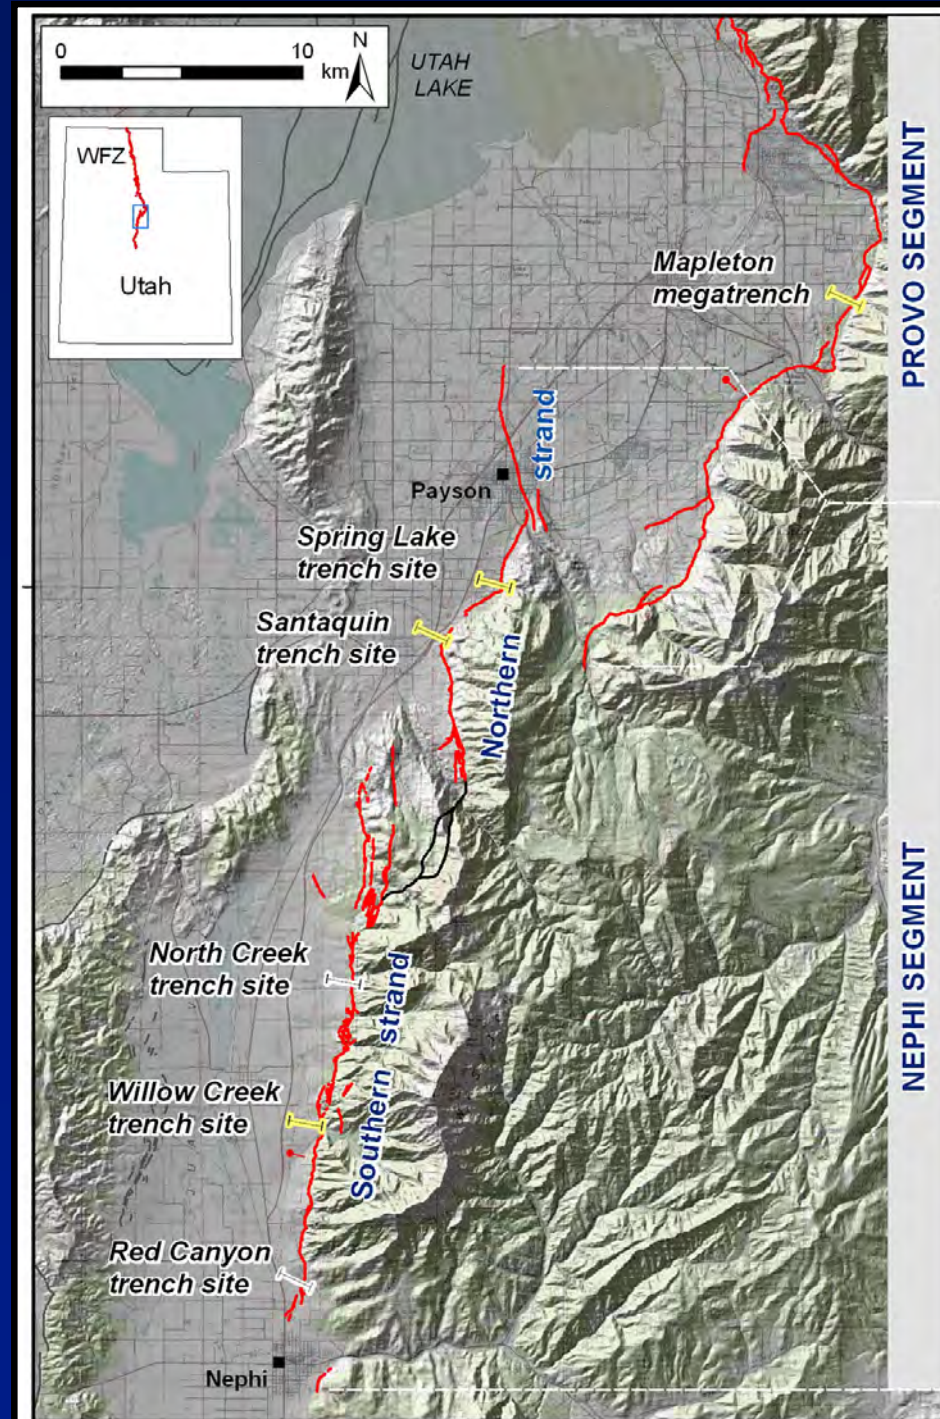 0 10
km
N
UTAH
LAKE
WFZ
Utah
PROVO SEGMENT
Mapleton
megatrench
strand
Payson
Spring Lake
trench site
Santaquin
trench site
Northern
NEPHI SEGMENT
North Creek
trench site
Southern strand
Willow Creek
trench site
Red Canyon
trench site
Nephi